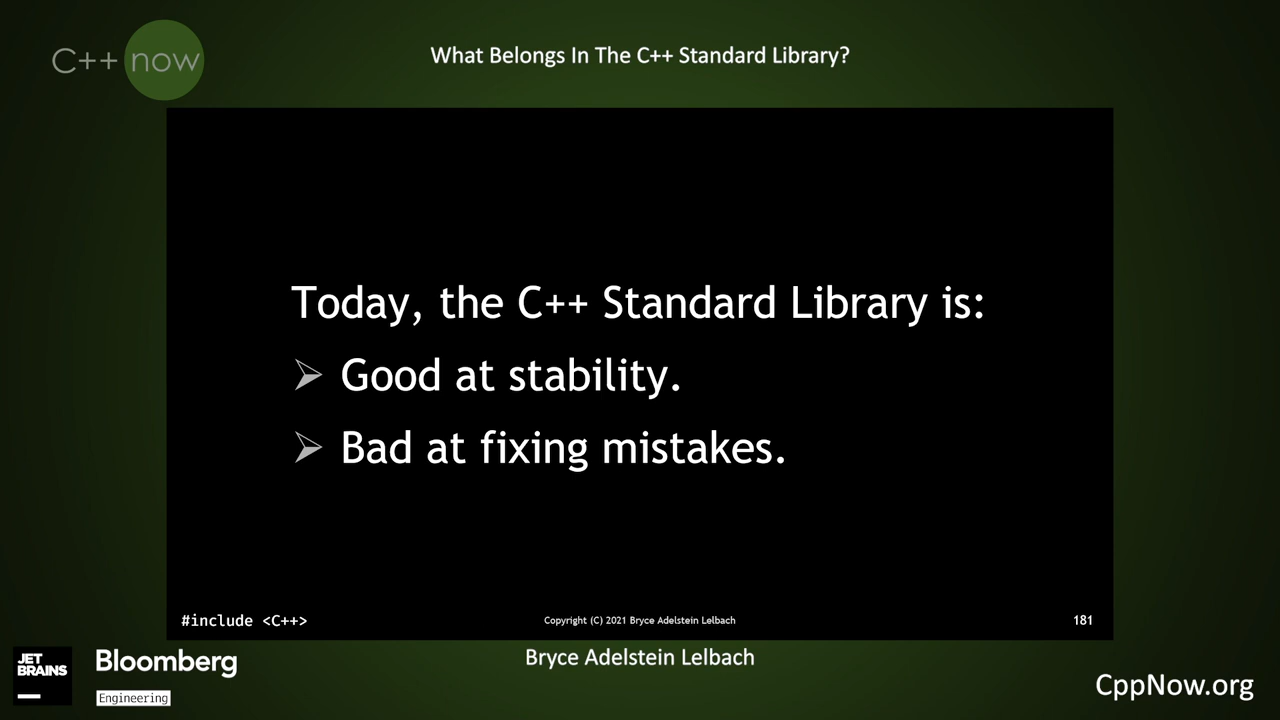 C++ now
What Belongs In The C++ Standard Library?
Today, the C++ Standard Library is:
➢ Good at stability.
➢ Bad at fixing mistakes.
#include <C++>
Copyright (C) 2021 Bryce Adelstein Lelbach
181
JET
BRAINS
Bloomberg
Engineering
Bryce Adelstein Lelbach
CppNow.org